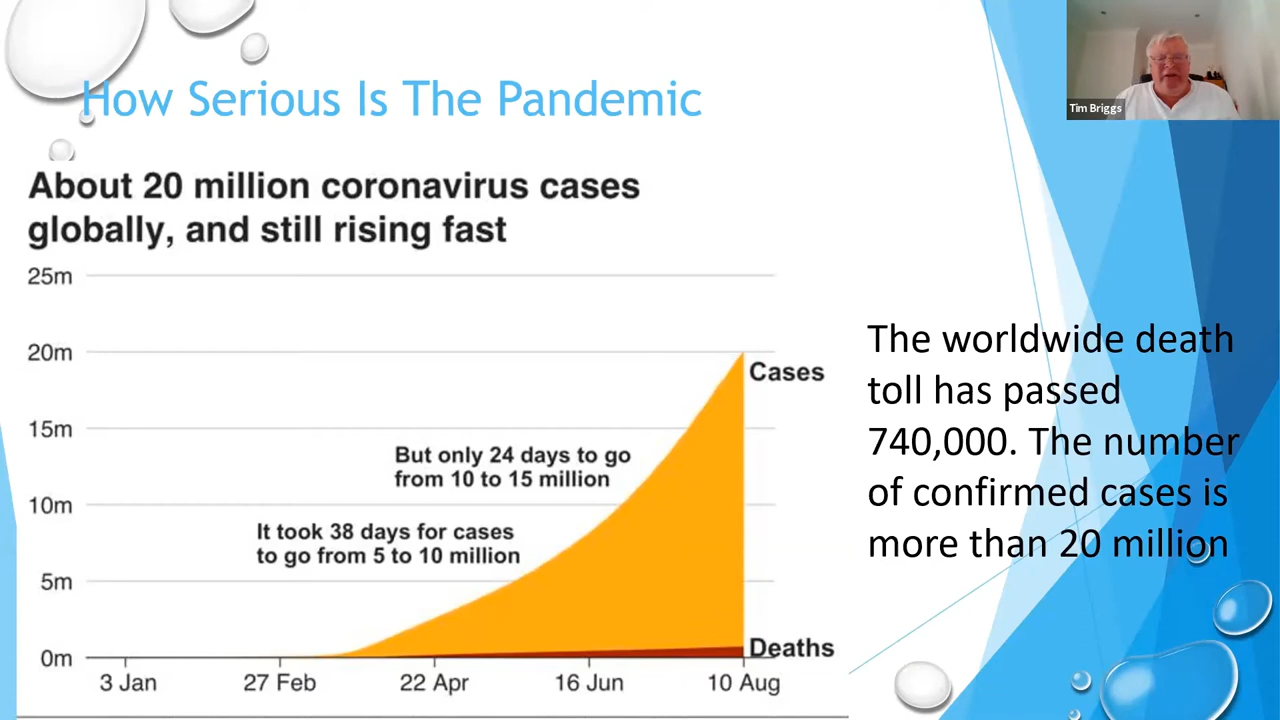 How Serious Is The Pandemic
Tim Briggs
About 20 million coronavirus cases
globally, and still rising fast
25m
20m
15m
10m
5m
0m
Cases
But only 24 days to go
from 10 to 15 million
It took 38 days for cases
to go from 5 to 10 million
Deaths
3 Jan
27 Feb
22 Apr
16 Jun
10 Aug
The worldwide death
toll has passed
740,000. The number
of confirmed cases is
more than 20 million